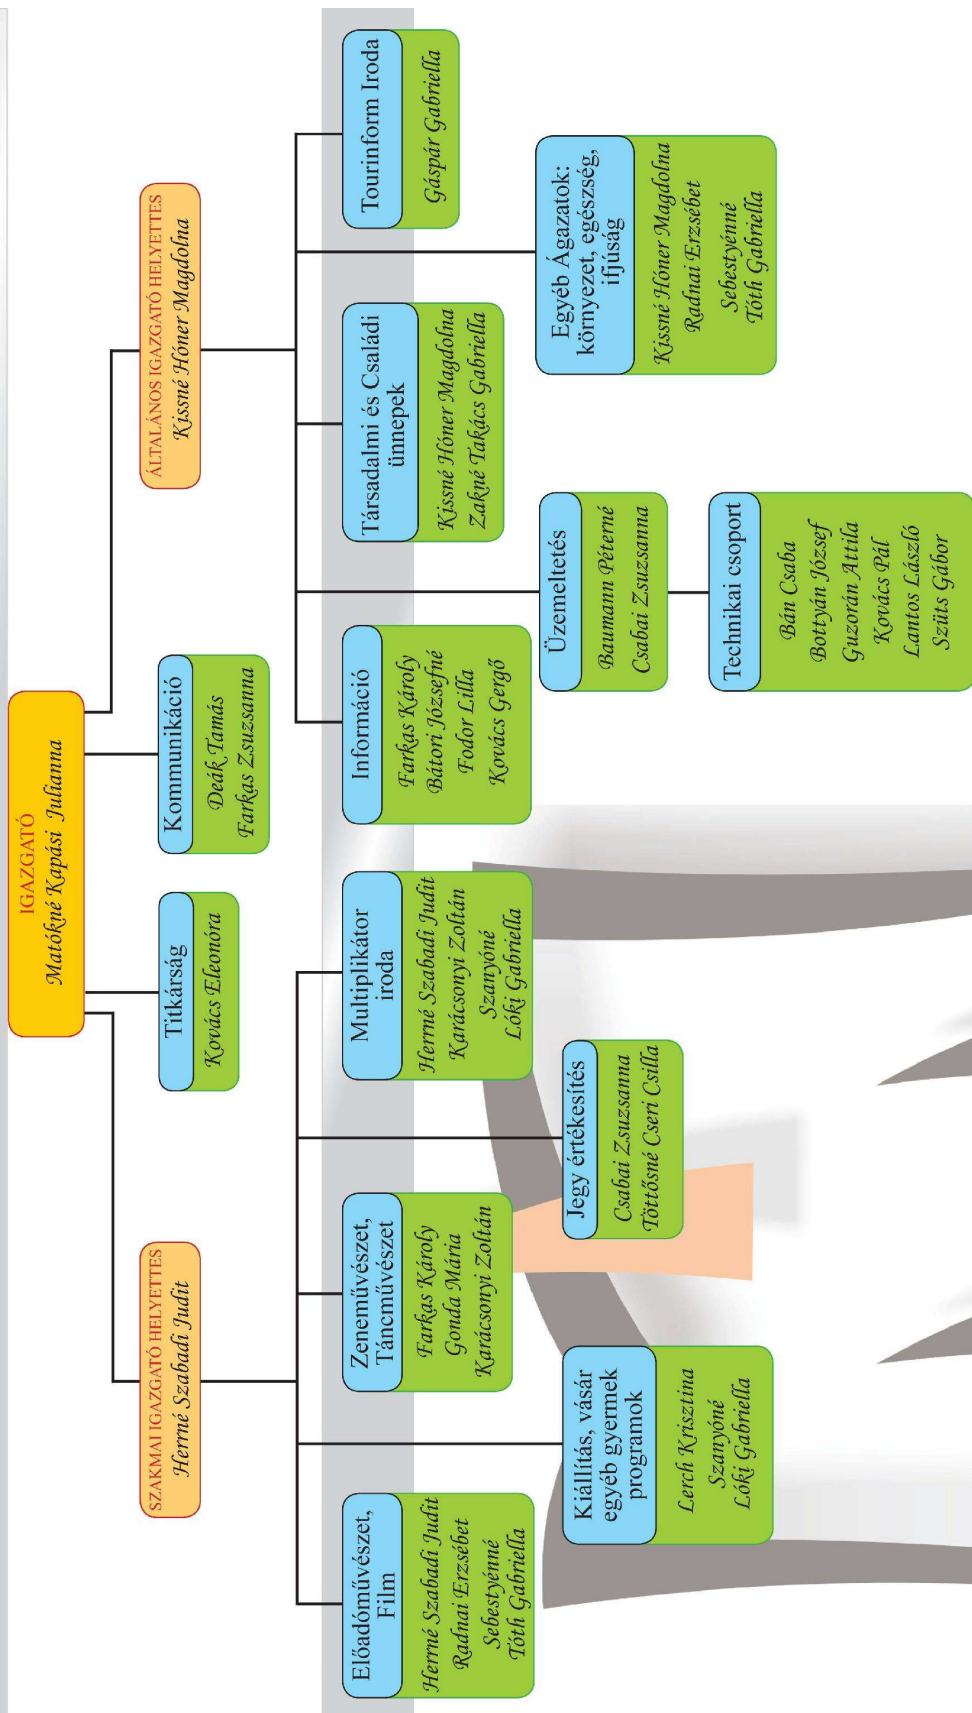 IGAZGATÓ
Matókné Kapási Julianna
Titkárság
Kovács Eleonóra
Kommunikáció
Deák Tamás
Farkas Zsuzsanna
SZAKMAI IGAZGATÓ HELYETTES
Herrné Szabadi Judit
ÁLTALÁNOS IGAZGATÓ HELYETTES
Kissné Hóner Magdolna
Előadóművészet,
Film
Herrné Szabadi Judit
Radnai Erzsébet
Sebestyénné
Tóth Gabriella
Zeneművészet,
Táncművészet
Farkas Károly
Gonda Mária
Karácsonyi Zoltán
Multiplikátor
iroda
Herrné Szabadi Judit
Karácsonyi Zoltán
Szanyóné
Lóki Gabriella
Információ
Farkas Károly
Bátori Józsefné
Fodor Lilla
Kovács Gergő
Társadalmi és Családi
ünnepek
Kissné Hóner Magdolna
Zakné Takács Gabriella
Tourinform Iroda
Gáspár Gabriella
Kiállítás, vásár
egyéb gyermek
programok
Lerch Krisztina
Szanyóné
Lóki Gabriella
Jegy értékesítés
Csabai Zsuzsanna
Töttősné Cseri Csilla
Üzemeltetés
Baumann Péterné
Csabai Zsuzsanna
Egyéb Ágazatok:
környezet, egészség,
ifjúság
Kissné Hóner Magdolna
Radnai Erzsébet
Sebestyénné
Tóth Gabriella
Technikai csoport
Bán Csaba
Bottyán József
Guzorán Attila
Kovács Pál
Lantos László
Szüts Gábor